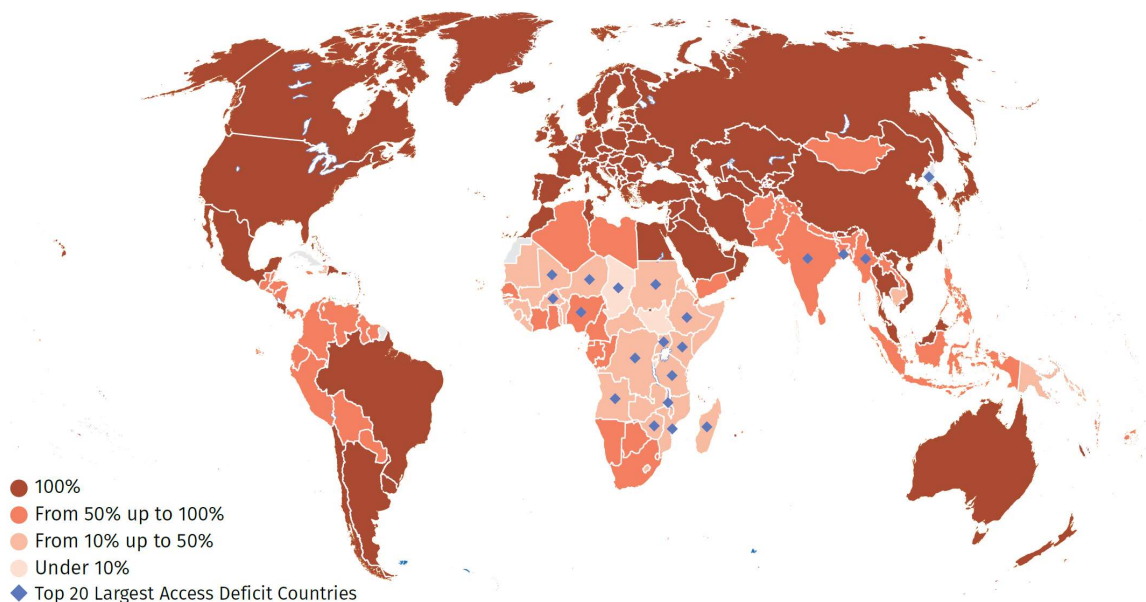 100%
From 50% up to 100%
From 10% up to 50%
Under 10%
Top 20 Largest Access Deficit Countries